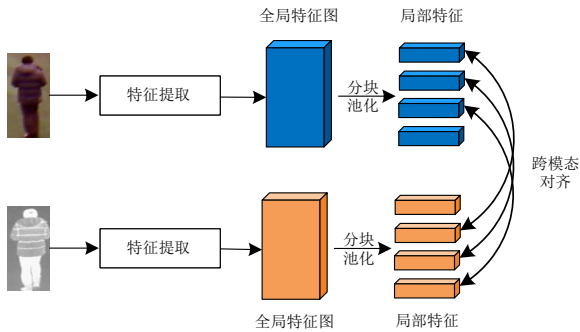 全局特征图
局部特征
特征提取
分块
池化
跨模态
对齐
特征提取
分块
池化
全局特征图
局部特征